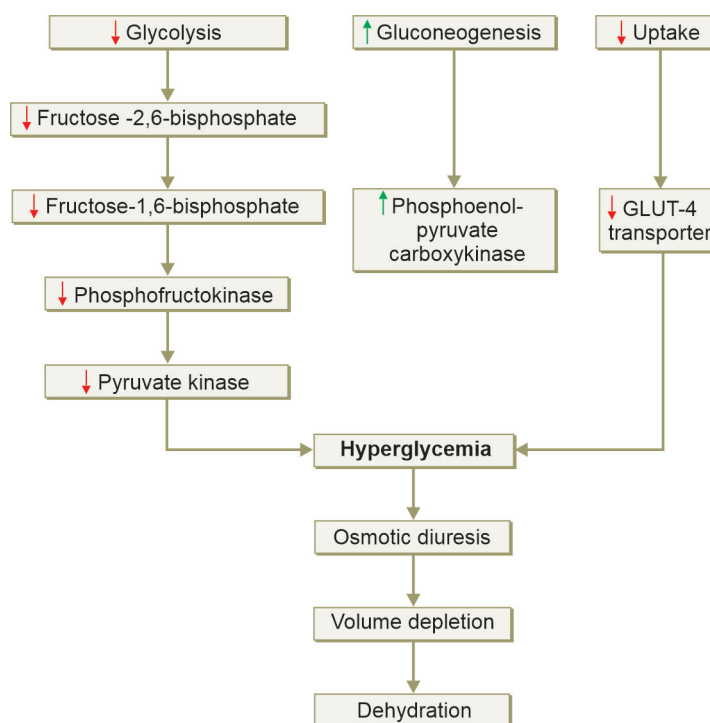 ↓ Glycolysis
↑ Gluconeogenesis
↓ Uptake
↓ Fructose -2,6-bisphosphate
↓ Fructose-1,6-bisphosphate
↑ Phosphoenol-
pyruvate
carboxykinase
↓ GLUT-4
transporter
↓ Phosphofructokinase
↓ Pyruvate kinase
Hyperglycemia
Osmotic diuresis
Volume depletion
Dehydration